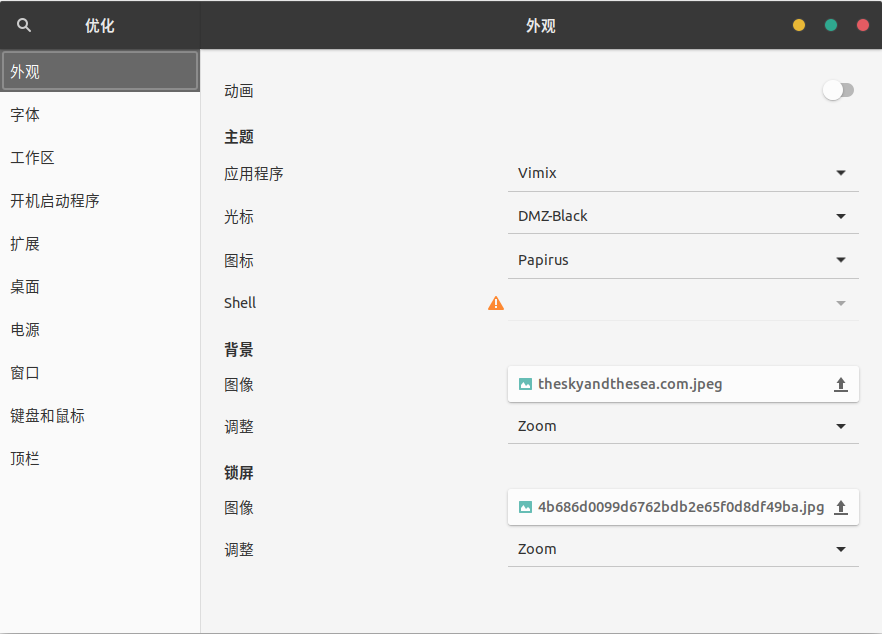 优化
外观
外观
字体
工作区
开机启动程序
扩展
桌面
电源
窗口
键盘和鼠标
顶栏
动画
主题
应用程序 Vimix
光标 DMZ-Black
图标 Papirus
Shell
背景
图像 theskyandthesea.com.jpeg
调整 Zoom
锁屏
图像 4b686d0099d6762bdb2e65f0d8df49ba.jpg
调整 Zoom